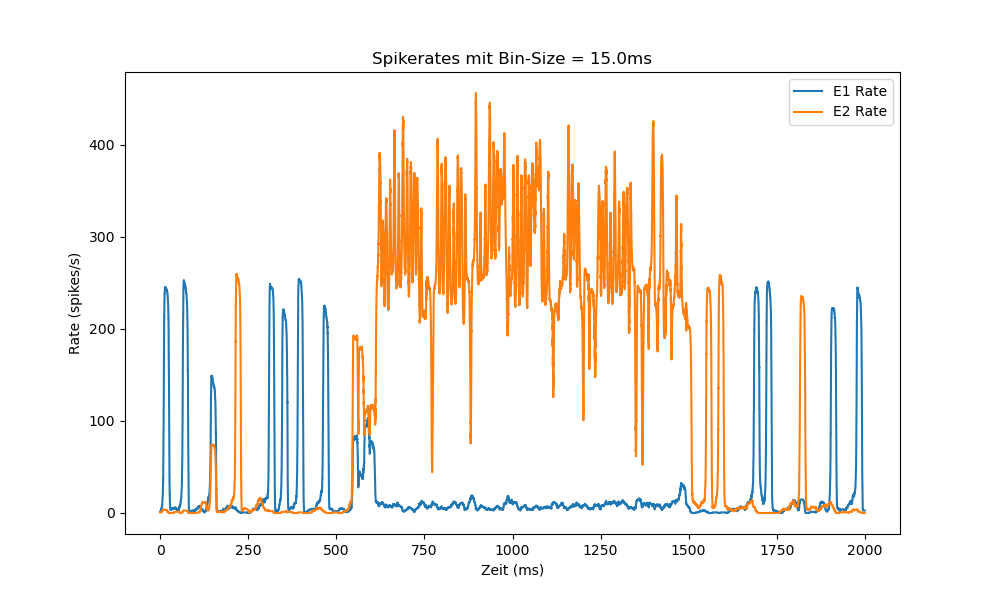 Spikerates mit Bin-Size = 15.0ms
E1 Rate
E2 Rate
Rate (spikes/s)
400
300
200
100
0
0 250 500 750 1000 1250 1500 1750 2000
Zeit (ms)